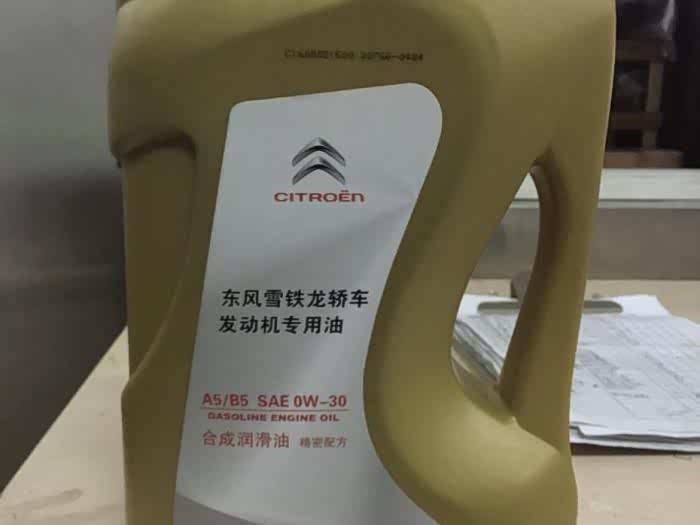 CITROËN
东风雪铁龙轿车
发动机专用油
A5/B5 SAE 0W-30
GASOLINE ENGINE OIL
合成润滑油 精密配方